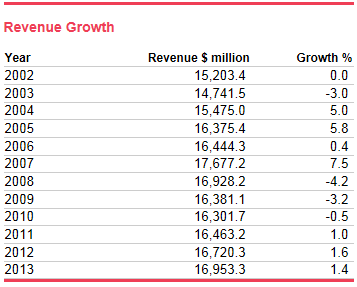 Revenue Growth
Year Revenue $ million Growth %
2002 15,203.4 0.0
2003 14,741.5 -3.0
2004 15,475.0 5.0
2005 16,375.4 5.8
2006 16,444.3 0.4
2007 17,677.2 7.5
2008 16,928.2 -4.2
2009 16,381.1 -3.2
2010 16,301.7 -0.5
2011 16,463.2 1.0
2012 16,720.3 1.6
2013 16,953.3 1.4